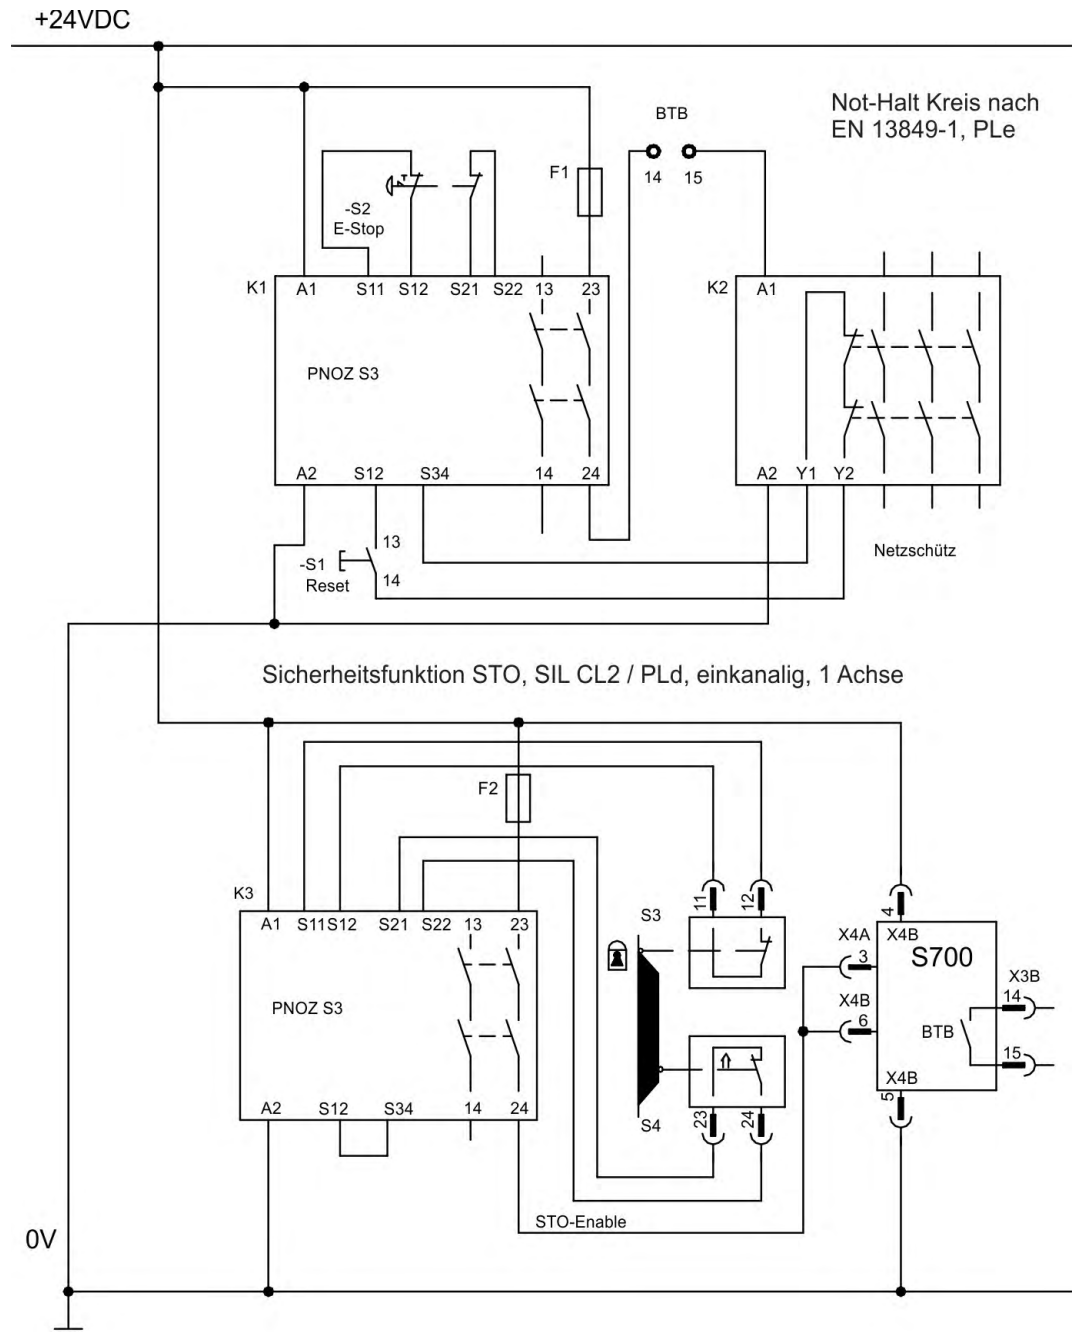 +24VDC
Not-Halt Kreis nach
EN 13849-1, PLe
BTB
14 15
F1
-S2
E-Stop
K1
A1 S11 S12 S21 S22 13 23
PNOZ S3
A2 S12 S34 14 24
K2
A1
A2 Y1 Y2
Netzschütz
-S1
Reset
13
14
Sicherheitsfunktion STO, SIL CL2 / PLd, einkanalig, 1 Achse
F2
K3
A1 S11 S12 S21 S22 13 23
PNOZ S3
A2 S12 S34 14 24
S3
11 12
S4
23 24
4
X4B
S700
X4A
3
X4B
6
BTB
X3B
14
15
X4B
5
STO-Enable
0V